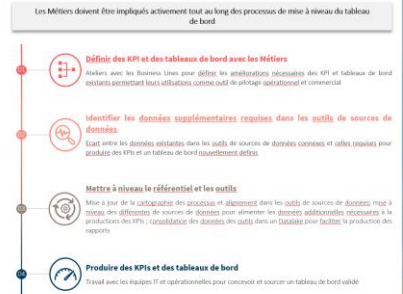 Les Métiers doivent être impliqués activement tout au long des processus de mise à niveau du tableau
de bord
01
Définir des KPI et des tableaux de bord avec les Métiers
Ateliers avec les Business Lines pour définir les améliorations nécessaires des KPI et tableaux de bord
existants permettant leurs utilisations comme outil de pilotage opérationnel et commercial
02
Identifier les données supplémentaires requises dans les outils de sources de
données
Ecart entre les données existantes dans les outils de sources de données connexes et celles requises pour
produire des KPIs et un tableau de bord nouvellement définis
03
Mettre à niveau le référentiel et les outils
Mise à jour de la cartographie des processus et alignement dans les outils de sources de données; mise à
niveau des différentes de sources de données pour alimenter les données additionnelles nécessaires à la
productions des KPIs ; consolidation des données des outils dans un Datalake pour faciliter la production des
rapports
04
Produire des KPIs et des tableaux de bord
Travail avec les équipes IT et opérationnelles pour concevoir et sourcer un tableau de bord validé